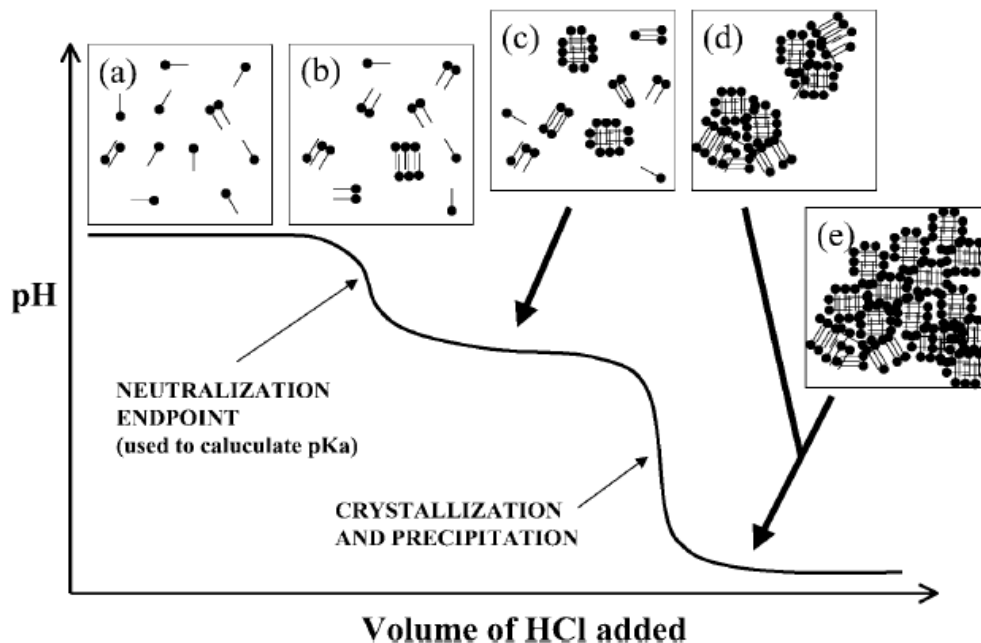 (a)
(b)
(c)
(d)
(e)
pH
NEUTRALIZATION
ENDPOINT
(used to caluculate pKa)
CRYSTALLIZATION
AND PRECIPITATION
Volume of HCl added